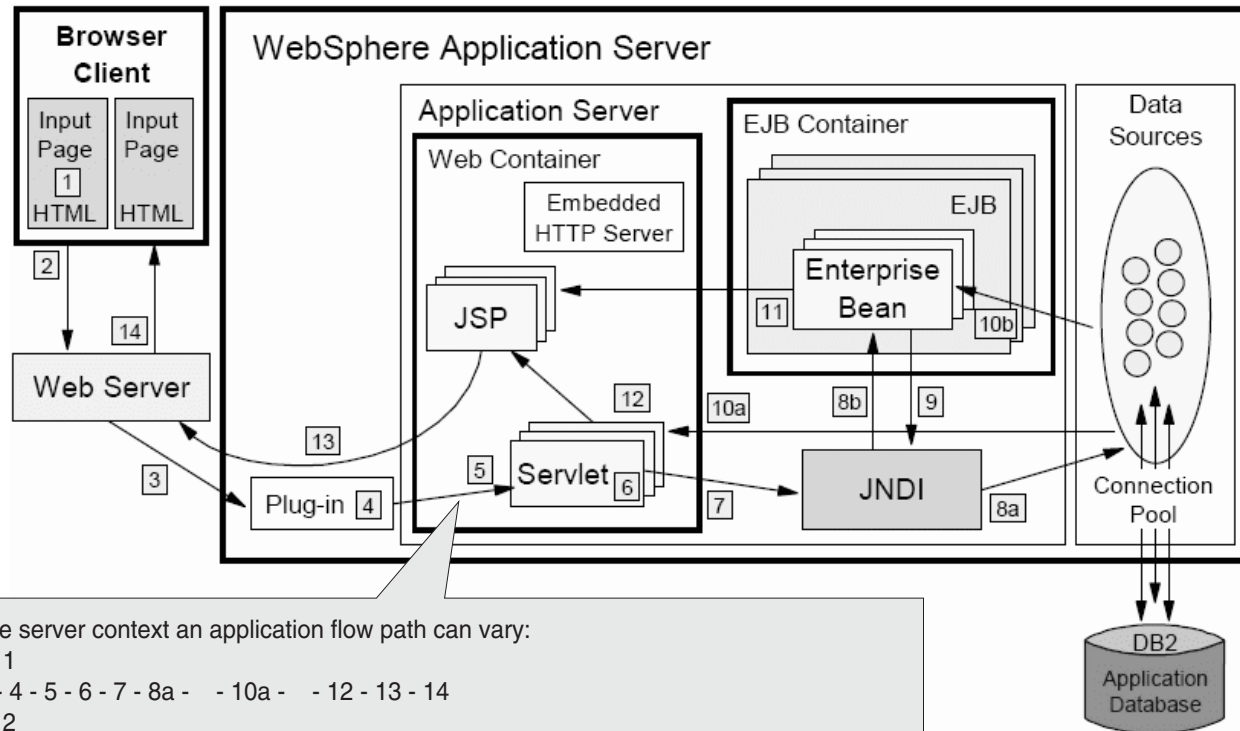 Browser
Client
Input
Page
1
HTML
Input
Page
HTML
2
14
Web Server
3
WebSphere Application Server
Application Server
Web Container
Embedded
HTTP Server
JSP
12
13
5
Servlet 6
Plug-in 4
7
EJB Container
EJB
Enterprise
Bean
11
10b
10a
8b
9
JNDI
8a
Data
Sources
Connection
Pool
DB2
Application
Database
e server context an application flow path can vary:
1
- 4 - 5 - 6 - 7 - 8a - - 10a - - 12 - 13 - 14
2